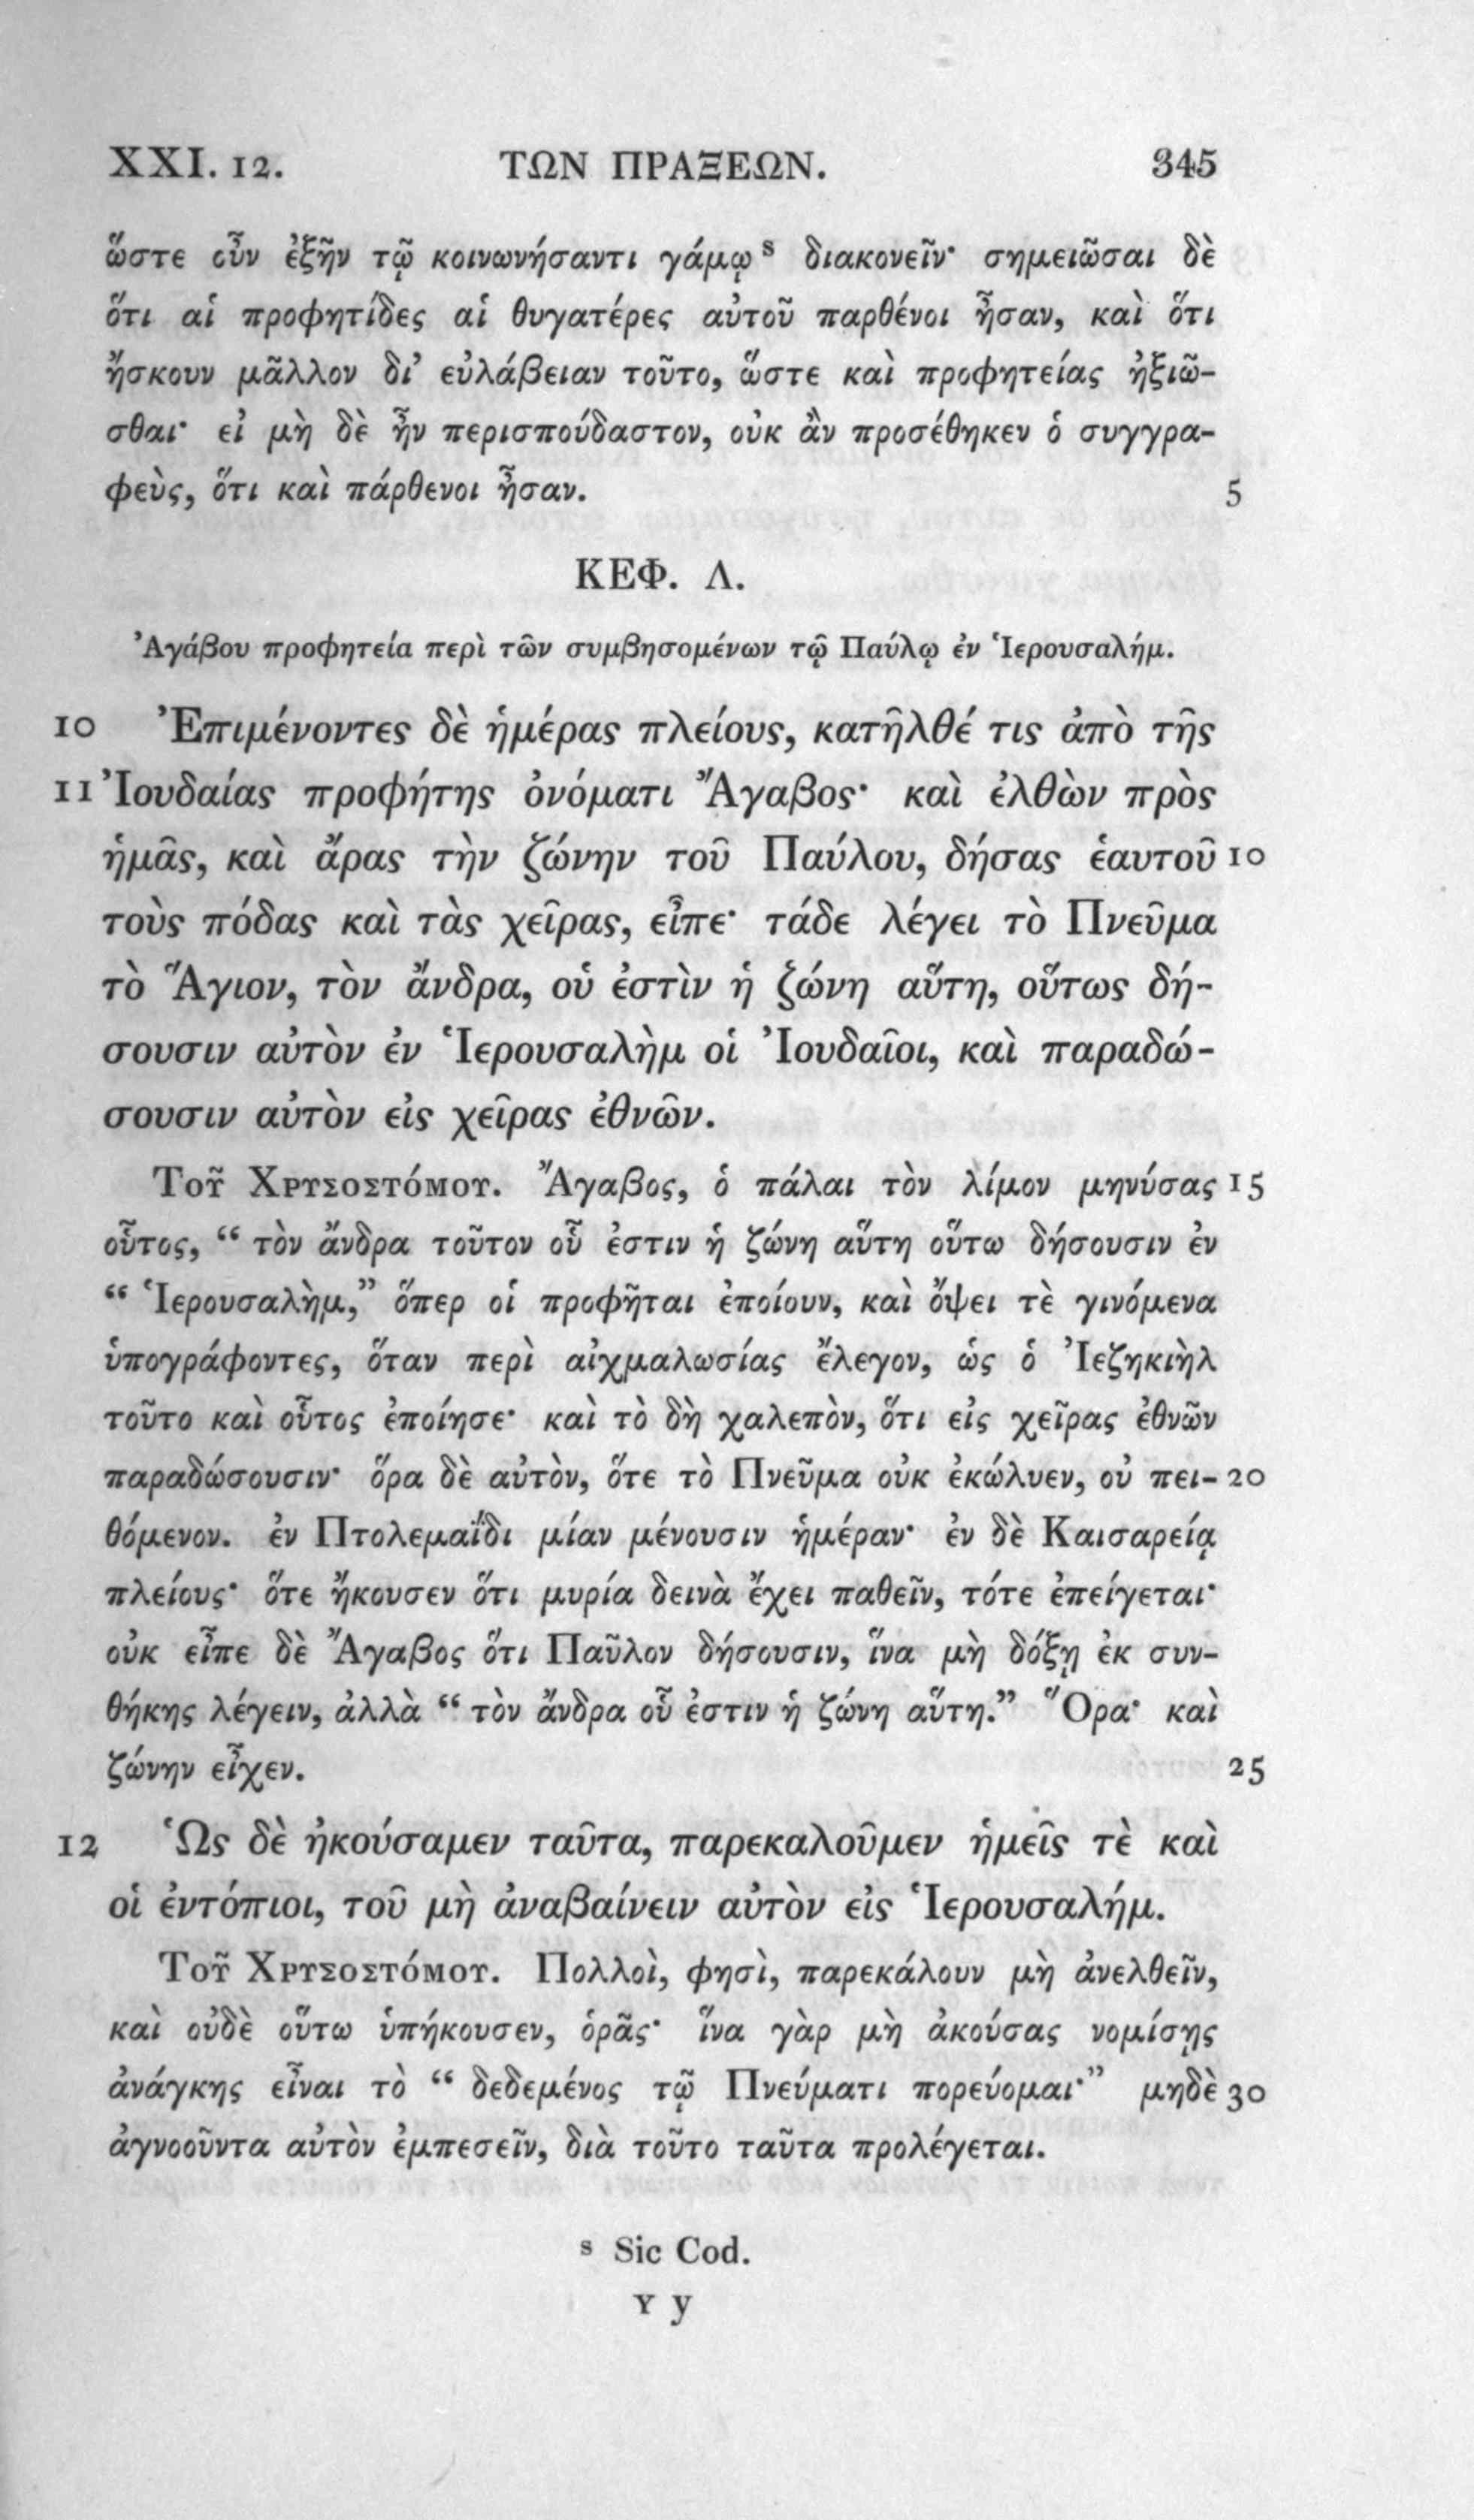 XXI. 12. ΤΩΝ ΠΡΑΞΕΩΝ. 345
ὥστε οὖν ἐξῆν τῷ κοινωνήσαντι γάμῳ ˢ διακονεῖν· σημειῶσαι δὲ
ὅτι αἱ προφητίδες αἱ θυγατέρες αὐτοῦ παρθένοι ἦσαν, καὶ ὅτι
ἤσκουν μᾶλλον δι’ εὐλάβειαν τοῦτο, ὥστε καὶ προφητείας ἠξιῶ-
σθαι· εἰ μὴ δὲ ἦν περισπούδαστον, οὐκ ἂν προσέθηκεν ὁ συγγρα-
φεὺς, ὅτι καὶ πάρθενοι ἦσαν. 5
ΚΕΦ. Λ.
Ἀγάβου προφητεία περὶ τῶν συμβησομένων τῷ Παύλῳ ἐν Ἱερουσαλήμ.
10 Ἐπιμένοντες δὲ ἡμέρας πλείους, κατῆλθέ τις ἀπὸ τῆς
11 Ἰουδαίας προφήτης ὀνόματι Ἄγαβος· καὶ ἐλθὼν πρὸς
ἡμᾶς, καὶ ἄρας τὴν ζώνην τοῦ Παύλου, δήσας ἑαυτοῦ 10
τοὺς πόδας καὶ τὰς χεῖρας, εἶπε· τάδε λέγει τὸ Πνεῦμα
τὸ Ἅγιον, τὸν ἄνδρα, οὑ ἐστὶν ἡ ζώνη αὕτη, οὕτως δή-
σουσιν αὐτὸν ἐν Ἱερουσαλὴμ οἱ Ἰουδαῖοι, καὶ παραδώ-
σουσιν αὐτὸν εἰς χεῖρας ἐθνῶν.
Τοῦ Χρυσοστόμου. Ἄγαβος, ὁ πάλαι τὸν λίμον μηνύσας 15
οὗτος, “ τὸν ἄνδρα τοῦτον οὗ ἐστιν ἡ ζώνη αὕτη οὕτω δήσουσιν ἐν
“ Ἱερουσαλὴμ,” ὅπερ οἱ προφῆται ἐποίουν, καὶ ὄψει τὲ γινόμενα
ὑπογράφοντες, ὅταν περὶ αἰχμαλωσίας ἔλεγον, ὡς ὁ Ἰεζηκιὴλ
τοῦτο καὶ οὗτος ἐποίησε· καὶ τὸ δὴ χαλεπὸν, ὅτι εἰς χεῖρας ἐθνῶν
παραδώσουσιν· ὅρα δὲ αὐτὸν, ὅτε τὸ Πνεῦμα οὐκ ἐκώλυεν, οὐ πει- 20
θόμενον. ἐν Πτολεμαΐδι μίαν μένουσιν ἡμέραν· ἐν δὲ Καισαρείᾳ
πλείους· ὅτε ἤκουσεν ὅτι μυρία δεινὰ ἔχει παθεῖν, τότε ἐπείγεται·
οὐκ εἶπε δὲ Ἄγαβος ὅτι Παῦλον δήσουσιν, ἵνα μὴ δόξῃ ἐκ συν-
θήκης λέγειν, ἀλλὰ “ τὸν ἄνδρα οὗ ἐστιν ἡ ζώνη αὕτη.” Ὅρα· καὶ
ζώνην εἶχεν. 25
12 Ὡς δὲ ἠκούσαμεν ταῦτα, παρεκαλοῦμεν ἡμεῖς τὲ καὶ
οἱ ἐντόπιοι, τοῦ μὴ ἀναβαίνειν αὐτὸν εἰς Ἱερουσαλήμ.
Τοῦ Χρυσοστόμου. Πολλοὶ, φησὶ, παρεκάλουν μὴ ἀνελθεῖν,
καὶ οὐδὲ οὕτω ὑπήκουσεν, ὁρᾶς· ἵνα γὰρ μὴ ἀκούσας νομίσῃς
ἀνάγκης εἶναι τὸ “ δεδεμένος τῷ Πνεύματι πορεύομαι·” μηδὲ 30
ἀγνοοῦντα αὐτὸν ἐμπεσεῖν, διὰ τοῦτο ταῦτα προλέγεται.
ˢ Sic Cod.
Y y